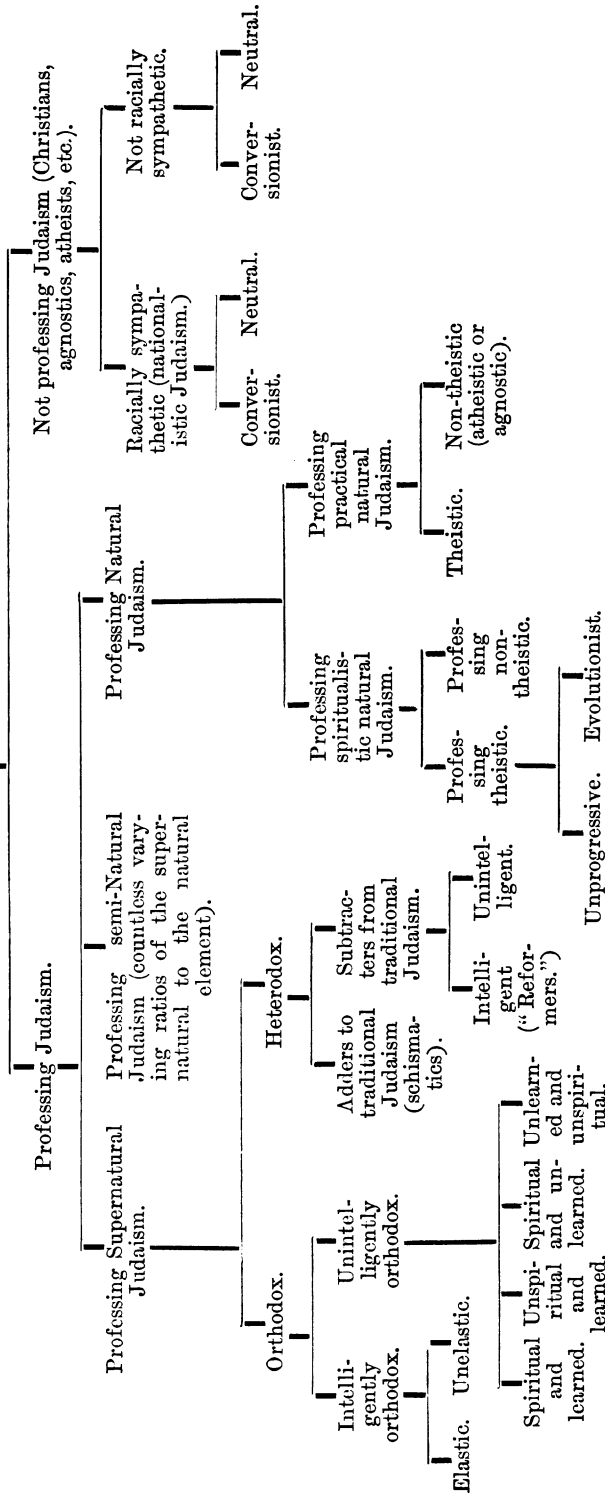 Professing Judaism.
Not professing Judaism (Christians,
agnostics, atheists, etc.).
Professing Supernatural
Judaism.
Professing semi-Natural
Judaism (countless vary-
ing ratios of the super-
natural to the natural
element).
Professing Natural
Judaism.
Racially sympa-
thetic (national-
istic Judaism.)
Not racially
sympathetic.
Conver-
sionist.
Neutral.
Conver-
sionist.
Neutral.
Orthodox.
Heterodox.
Professing
spiritualis-
tic natural
Judaism.
Professing
practical
natural
Judaism.
Intelli-
gently
orthodox.
Unintel-
ligently
orthodox.
Adders to
traditional
Judaism
(schisma-
tics).
Subtrac-
ters from
traditional
Judaism.
Profes-
sing
theistic.
Profes-
sing
non-
theistic.
Theistic.
Non-theistic
(atheistic or
agnostic).
Elastic.
Unelastic.
Intelli-
gent
("Refor-
mers.")
Unintel-
ligent.
Spiritual
and
learned.
Unspi-
ritual
and
learned.
Spiritual
and un-
learned.
Unlearn-
ed and
unspiri-
tual.
Unprogressive.
Evolutionist.